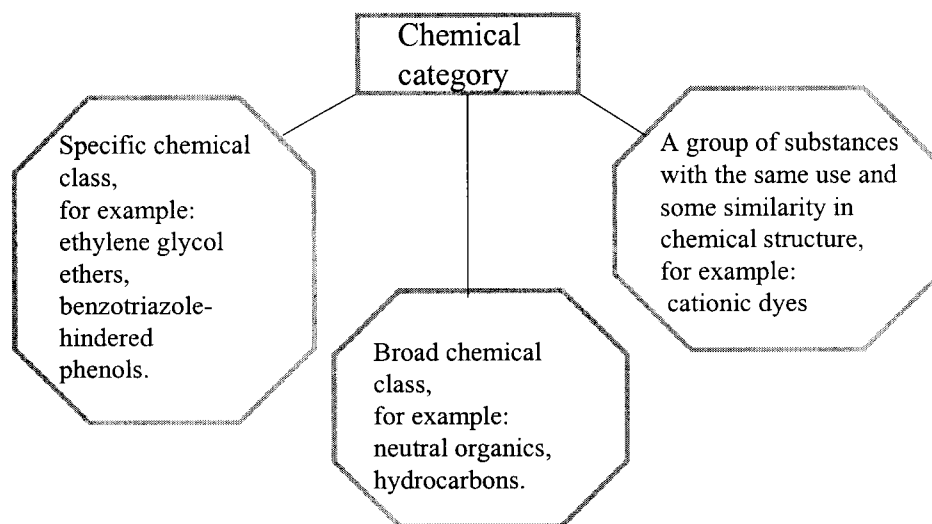 Chemical
category
Specific chemical
class,
for example:
ethylene glycol
ethers,
benzotriazole-
hindered
phenols.
Broad chemical
class,
for example:
neutral organics,
hydrocarbons.
A group of substances
with the same use and
some similarity in
chemical structure,
for example:
cationic dyes